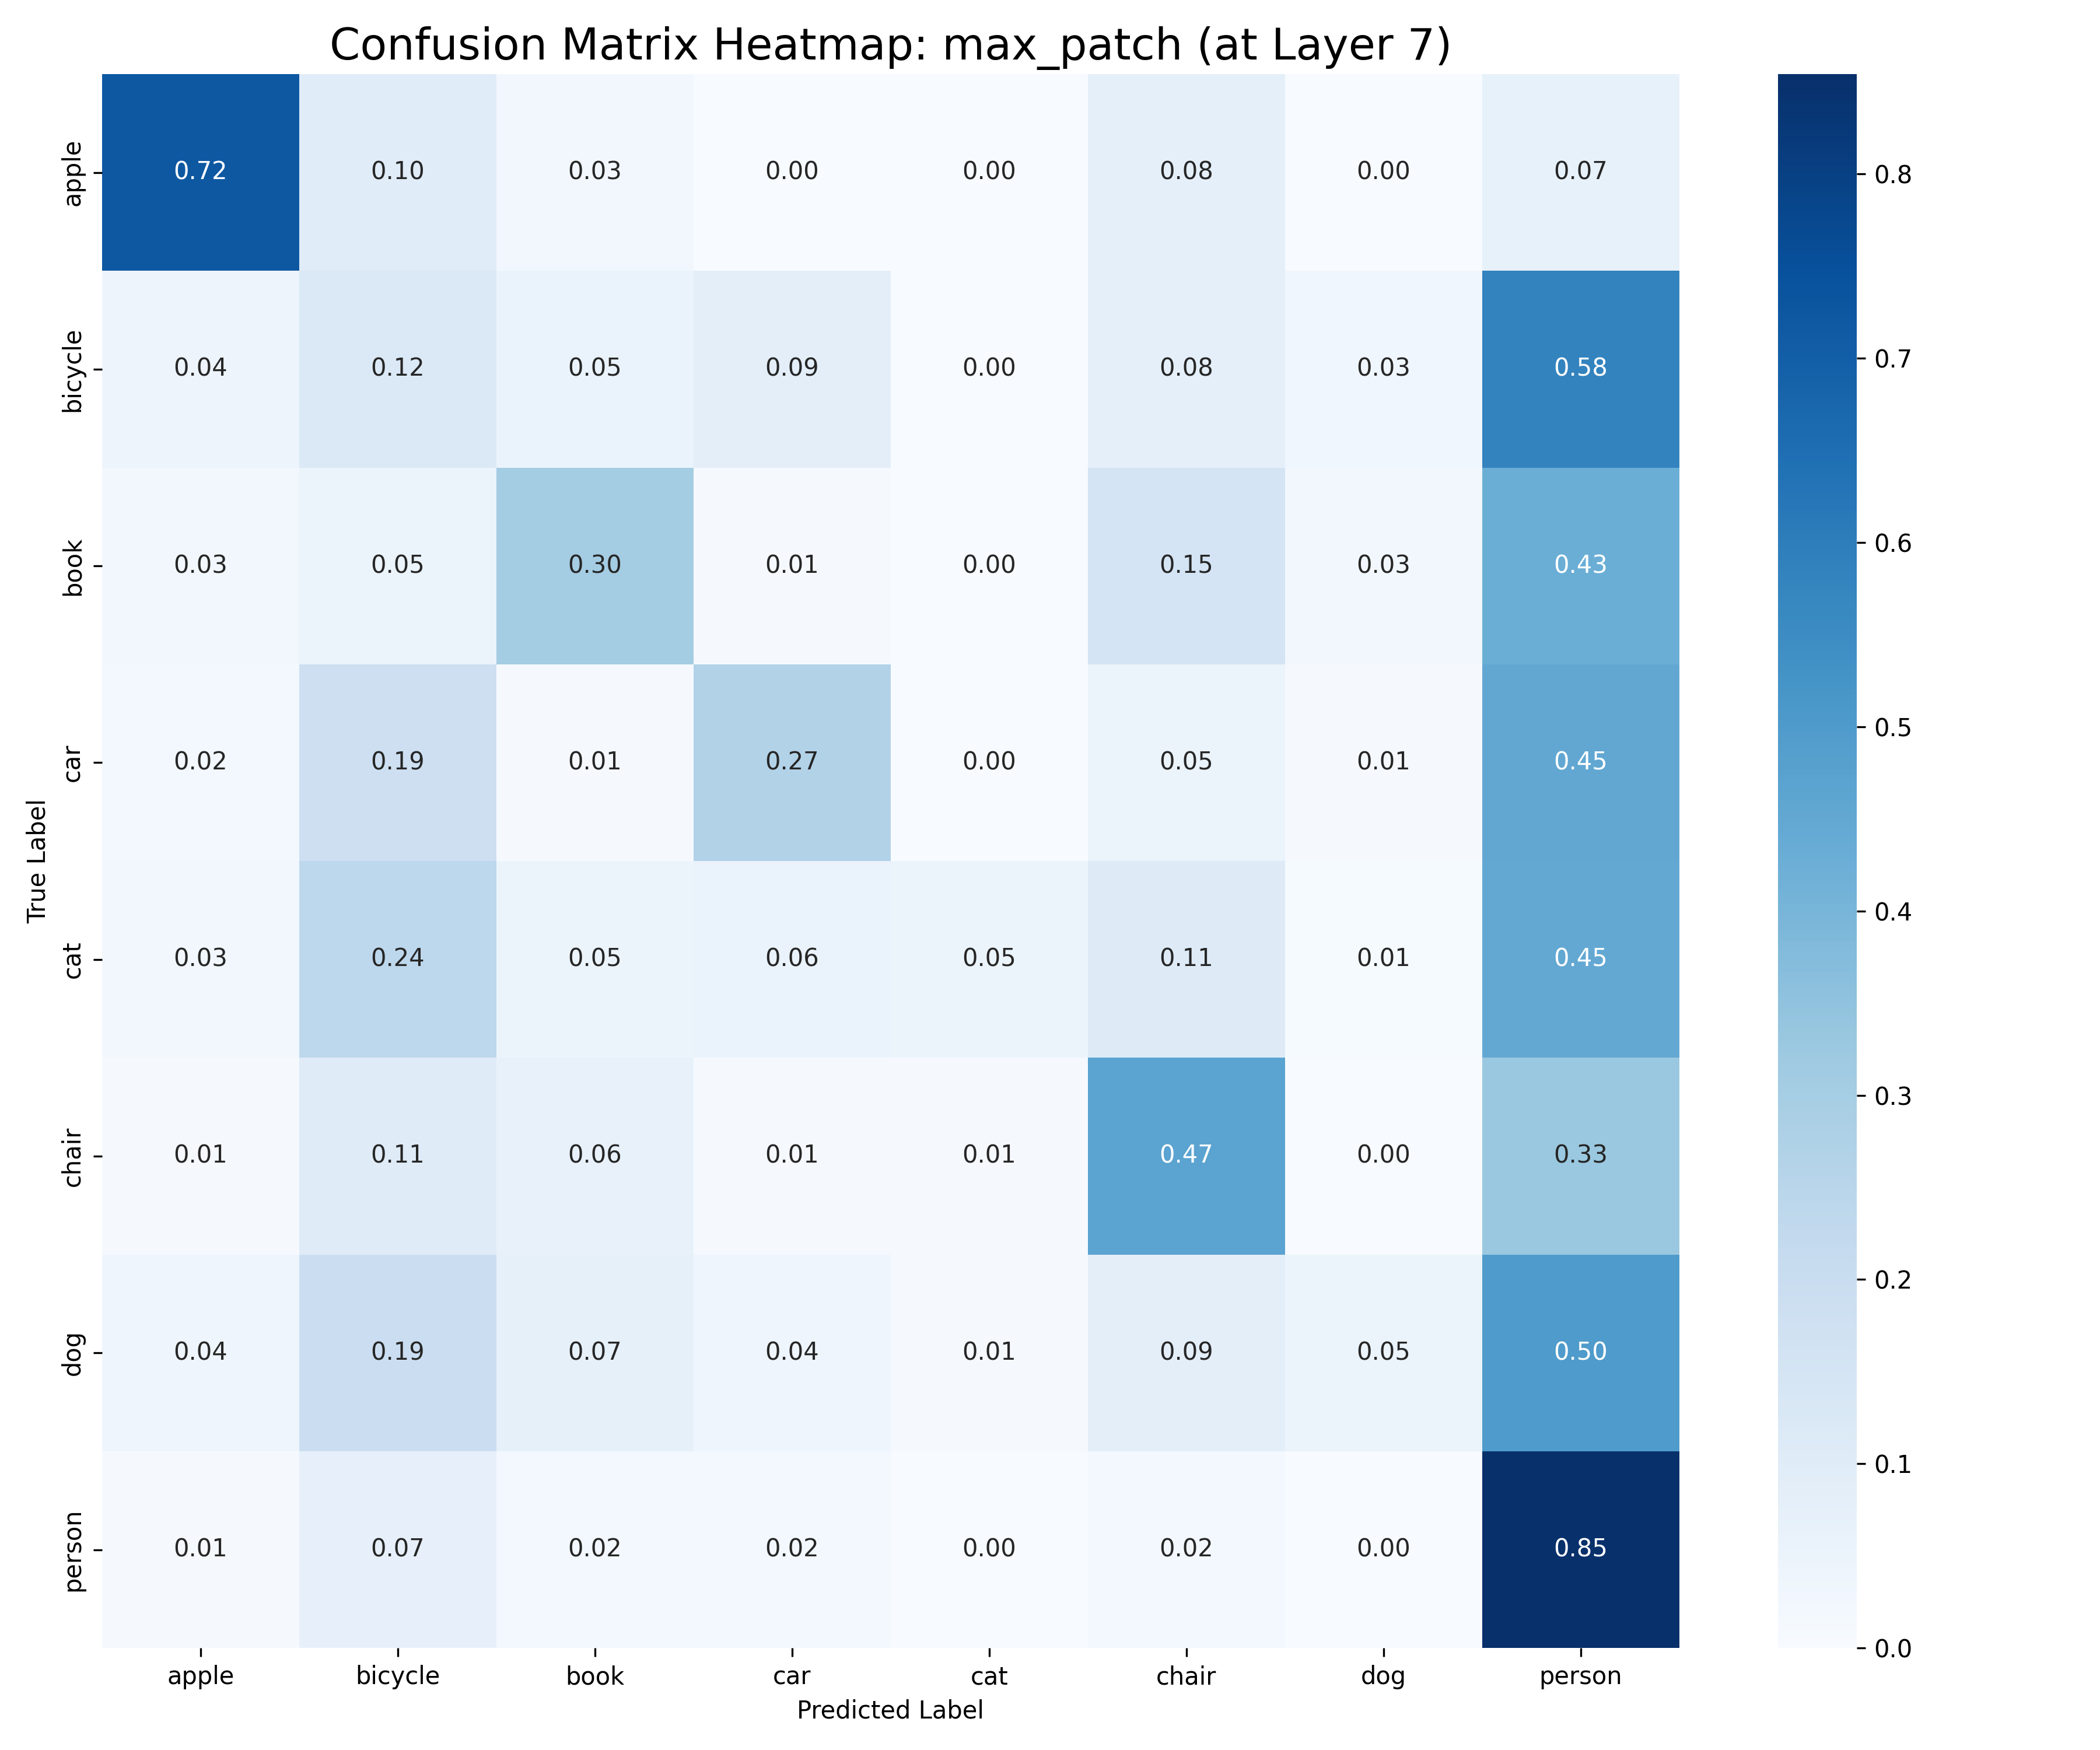 Confusion Matrix Heatmap: max_patch (at Layer 7)
apple 0.72 0.10 0.03 0.00 0.00 0.08 0.00 0.07
bicycle 0.04 0.12 0.05 0.09 0.00 0.08 0.03 0.58
book 0.03 0.05 0.30 0.01 0.00 0.15 0.03 0.43
car 0.02 0.19 0.01 0.27 0.00 0.05 0.01 0.45
cat 0.03 0.24 0.05 0.06 0.05 0.11 0.01 0.45
chair 0.01 0.11 0.06 0.01 0.01 0.47 0.00 0.33
dog 0.04 0.19 0.07 0.04 0.01 0.09 0.05 0.50
person 0.01 0.07 0.02 0.02 0.00 0.02 0.00 0.85
True Label
apple bicycle book car cat chair dog person
Predicted Label
0.8
0.7
0.6
0.5
0.4
0.3
0.2
0.1
0.0